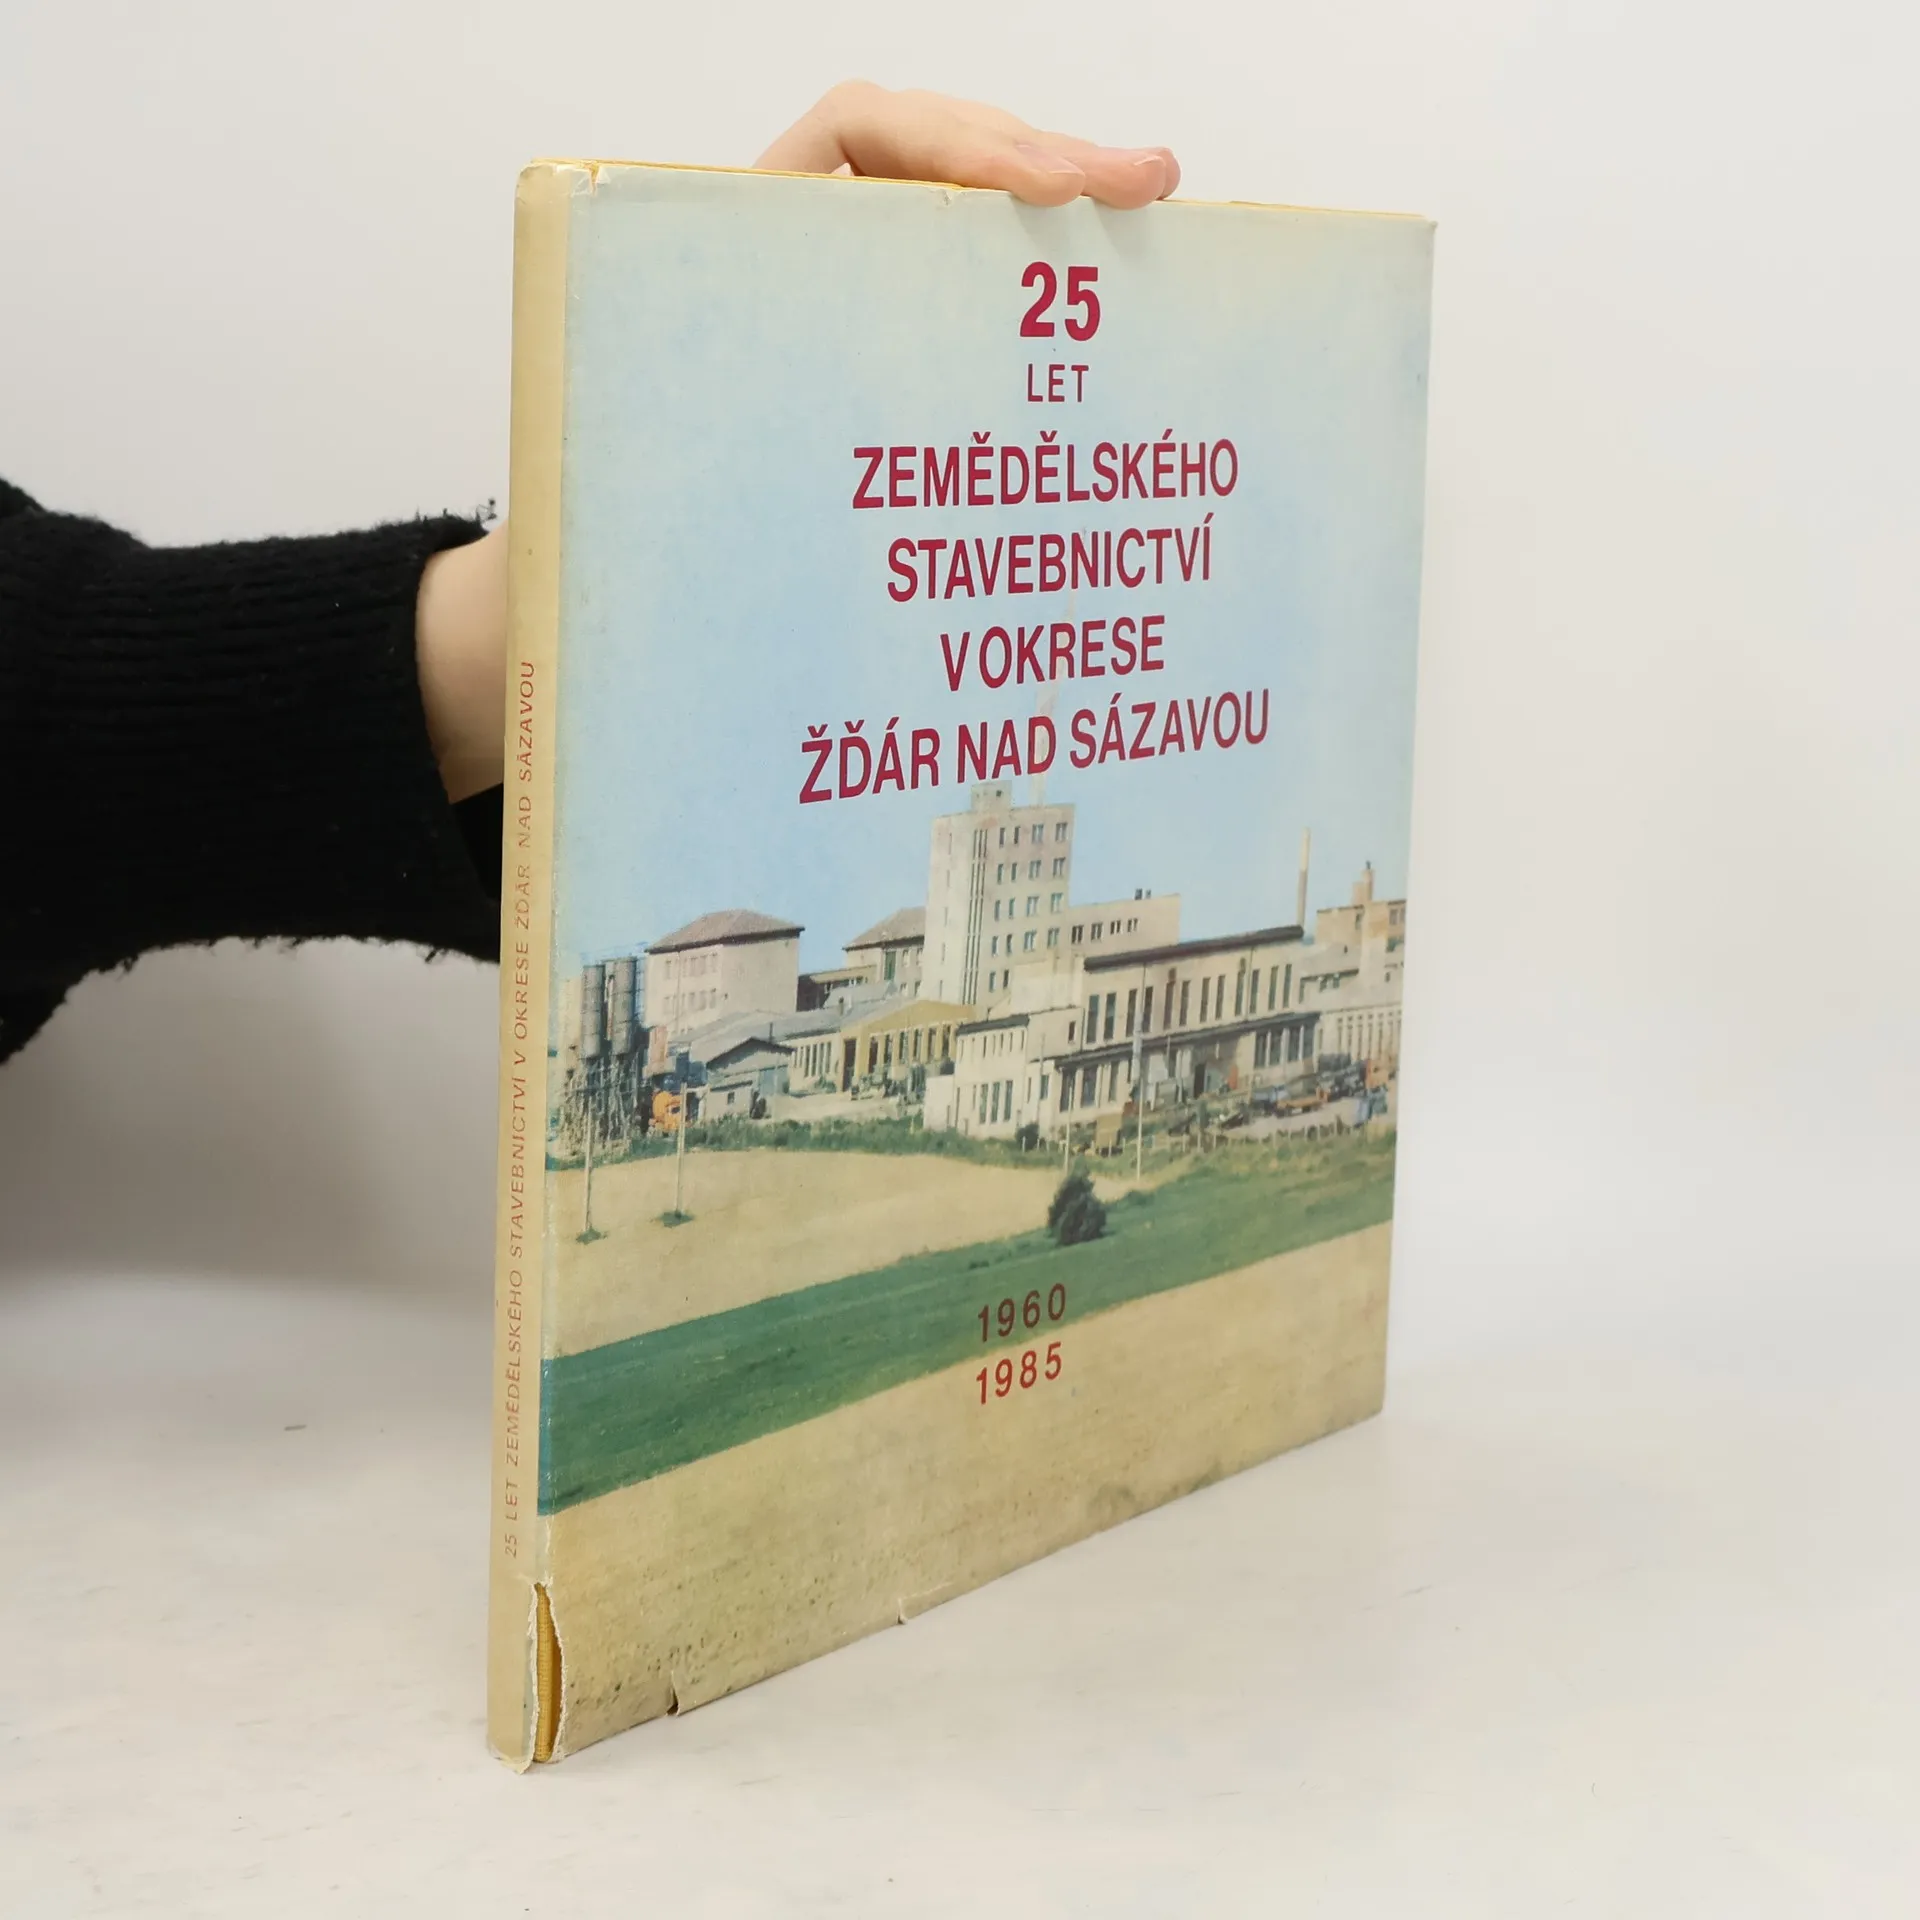 25
LET
ZEMĚDĚLSKÉHO
STAVEBNICTVÍ
V OKRESE
ŽĎÁR NAD SÁZAVOU
1960
1985
25 LET ZEMĚDĚLSKÉHO STAVEBNICTVÍ V OKRESE ŽĎÁR NAD SÁZAVOU